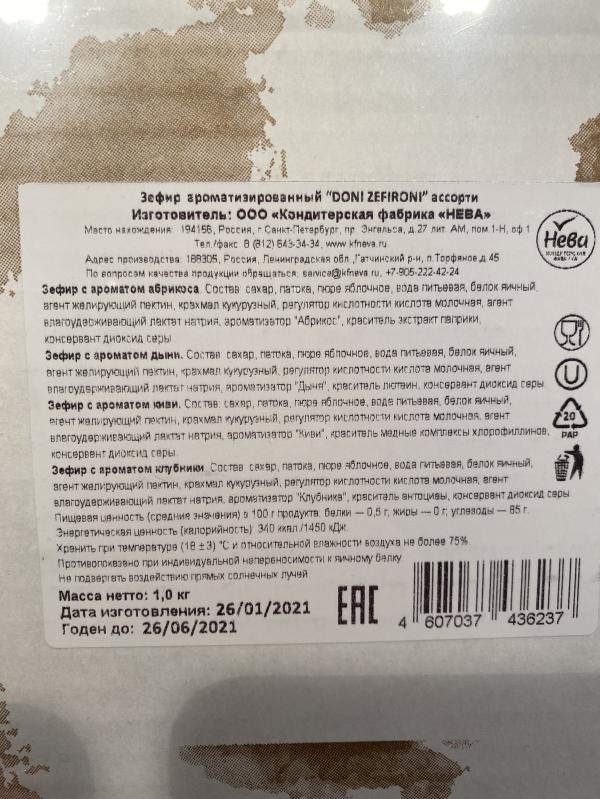 Зефир ароматизированный "DONI ZEFIRONI" ассорти
Изготовитель: ООО «Кондитерская фабрика «НЕВА»
Место нахождения: 194156, Россия, г.Санкт-Петербург, пр. Энгельса, д.27 лит. АМ, пом.1-Н, оф.1
Тел./факс 8 (812) 643-34-34, www.kfneva.ru
Адрес производства: 188305, Россия, Ленинградская обл.,Гатчинский р-н, п.Торфяное,д.45
По вопросам качества продукции обращаться: service@kfneva.ru, +7-905-222-42-24
Нева
КОНДИТЕРСКАЯ
ФАБРИКА
Зефир с ароматом абрикоса. Состав: сахар, патока, пюре яблочное, вода питьевая, белок яичный,
агент желирующий пектин, крахмал кукурузный, регулятор кислотности кислота молочная, агент
влагоудерживающий лактат натрия, ароматизатор "Абрикос", краситель экстракт паприки,
консервант диоксид серы
Зефир с ароматом дыни. Состав: сахар, патока, пюре яблочное, вода питьевая, белок яичный,
агент желирующий пектин, крахмал кукурузный, регулятор кислотности кислота молочная, агент
влагоудерживающий лактат натрия, ароматизатор "Дыня", краситель лютеин, консервант диоксид серы
Зефир с ароматом киви. Состав: сахар, патока, пюре яблочное, вода питьевая, белок яичный,
агент желирующий пектин, крахмал кукурузный, регулятор кислотности кислота молочная, агент
влагоудерживающий лактат натрия, ароматизатор "Киви", краситель медные комплексы хлорофиллинов,
консервант диоксид серы.
Зефир с ароматом клубники. Состав: сахар, патока, пюре яблочное, вода питьевая, белок яичный,
агент желирующий пектин, крахмал кукурузный, регулятор кислотности кислота молочная, агент
влагоудерживающий лактат натрия, ароматизатор "Клубника", краситель антоцианы, консервант диоксид серы
Пищевая ценность (средние значения) в 100 г продукта: белки — 0,5 г; жиры — 0 г; углеводы — 85 г.
Энергетическая ценность (калорийность): 340 ккал /1450 кДж.
Хранить при температуре (18 ±3) °С и относительной влажности воздуха не более 75%.
Противопоказано при индивидуальной непереносимости к яичному белку
Не подвергать воздействию прямых солнечных лучей
Масса нетто: 1,0 кг
Дата изготовления: 26/01/2021
Годен до: 26/06/2021
U
20
PAP
EAC
4 607037 436237